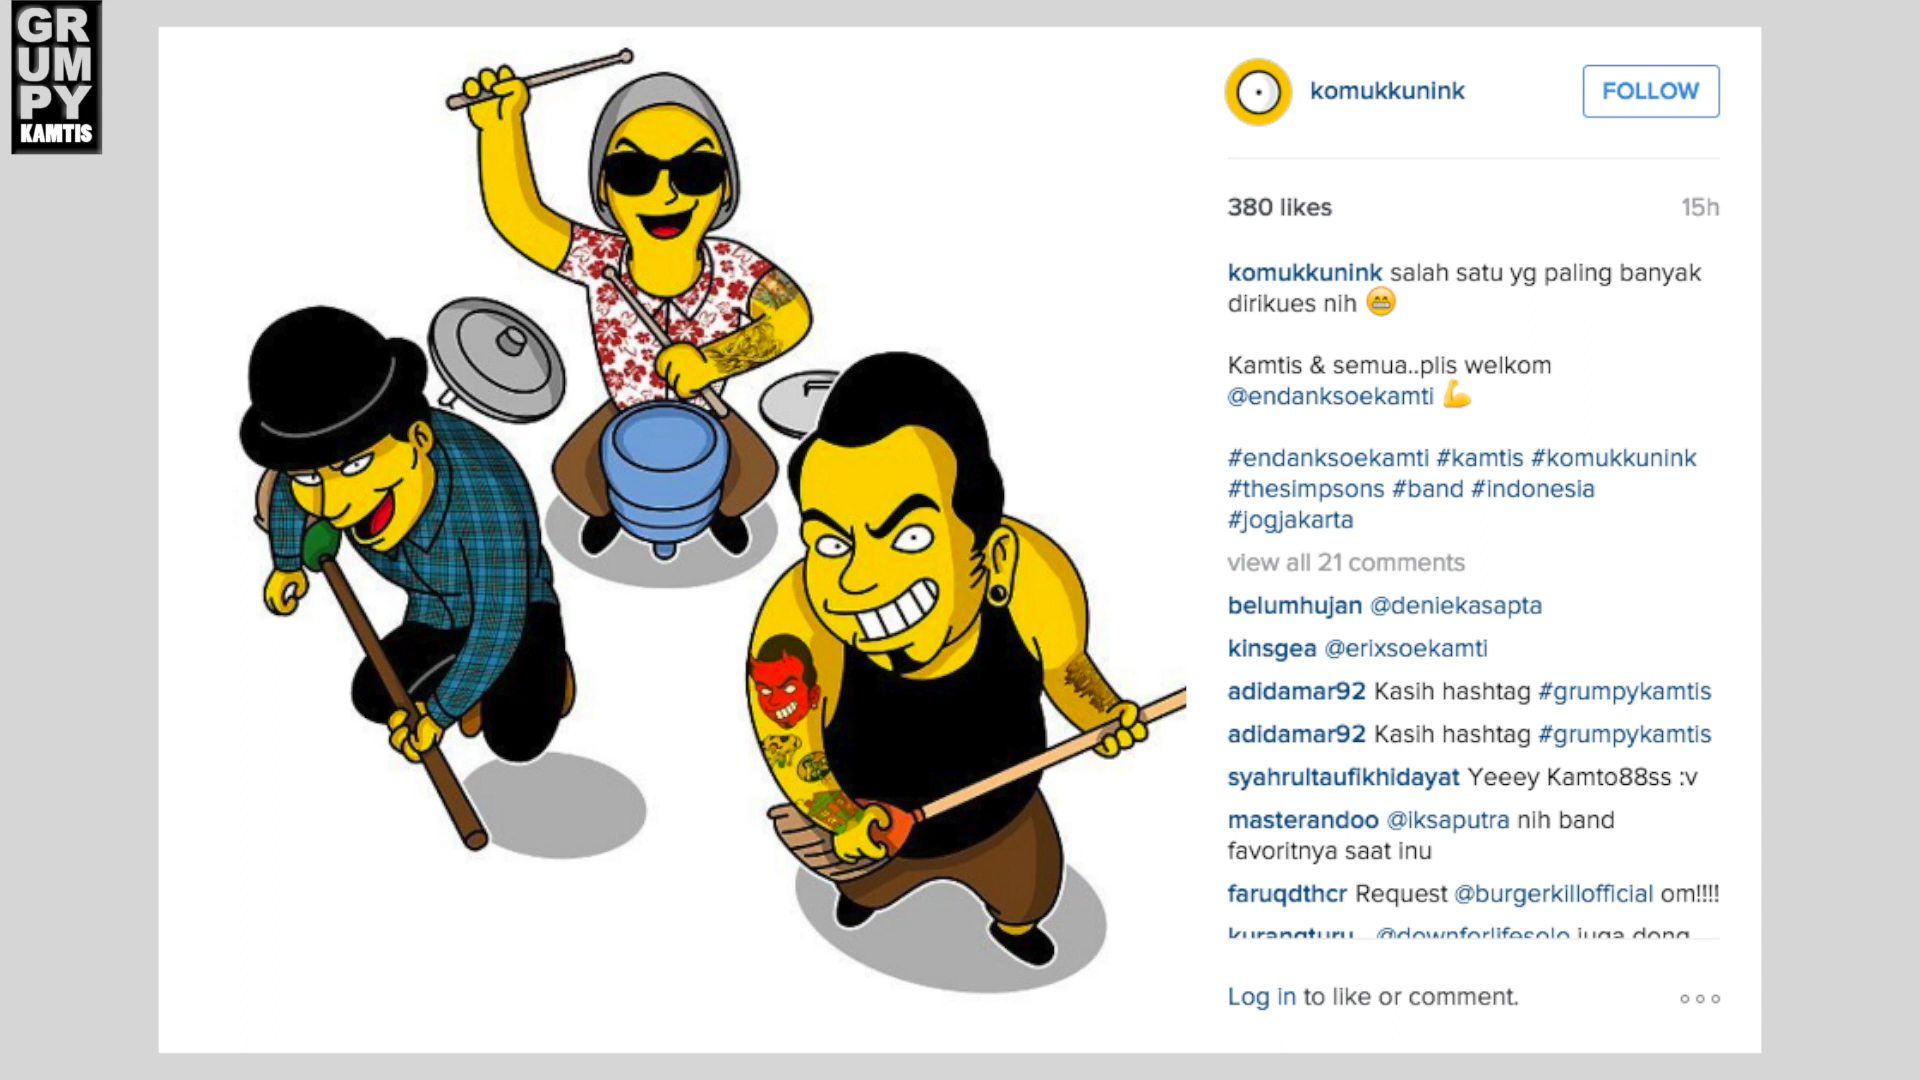 GR
UM
PY
KAMTIS
komukkunink
FOLLOW
380 likes
15h
komukkunink salah satu yg paling banyak
dirikues nih 😁
Kamtis & semua..plis welkom
@endanksoekamti 💪
#endanksoekamti #kamtis #komukkunink
#thesimpsons #band #indonesia
#jogjakarta
view all 21 comments
belumhujan @deniekasapta
kinsgea @erixsoekamti
adidamar92 Kasih hashtag #grumpykamtis
adidamar92 Kasih hashtag #grumpykamtis
syahrultaufikhidayat Yeeey Kamto88ss :v
masterandoo @iksaputra nih band
favoritnya saat inu
faruqdthcr Request @burgerkillofficial om!!!!
@downforlifesolo juga dong
Log in to like or comment.